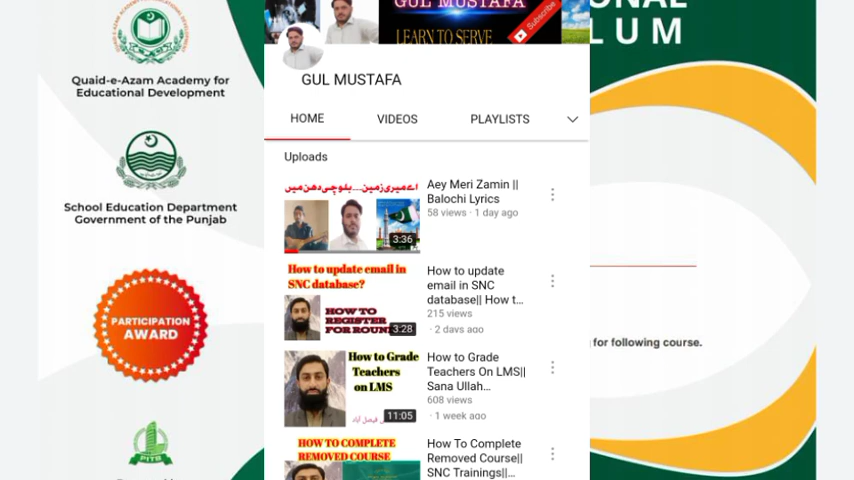 Quaid-e-Azam Academy for
Educational Development
School Education Department
Government of the Punjab
PARTICIPATION
AWARD
PITB
GUL MUSTAFA
LEARN TO SERVE
Subscribe
GUL MUSTAFA
HOME
VIDEOS
PLAYLISTS
Uploads
اے میری زمین....بلوچی دھن میں
3:36
Aey Meri Zamin ||
Balochi Lyrics
58 views · 1 day ago
How to update email in
SNC database?
HOW TO
REGISTER
FOR
3:28
How to update
email in SNC
database|| How t...
215 views
· 2 days ago
How to Grade
Teachers
on LMS
فیصل آباد
11:05
How to Grade
Teachers On LMS||
Sana Ullah...
608 views
· 1 week ago
HOW TO COMPLETE
REMOVED COURSE
How To Complete
Removed Course||
SNC Trainings||...
ONAL
LUM
for following course.